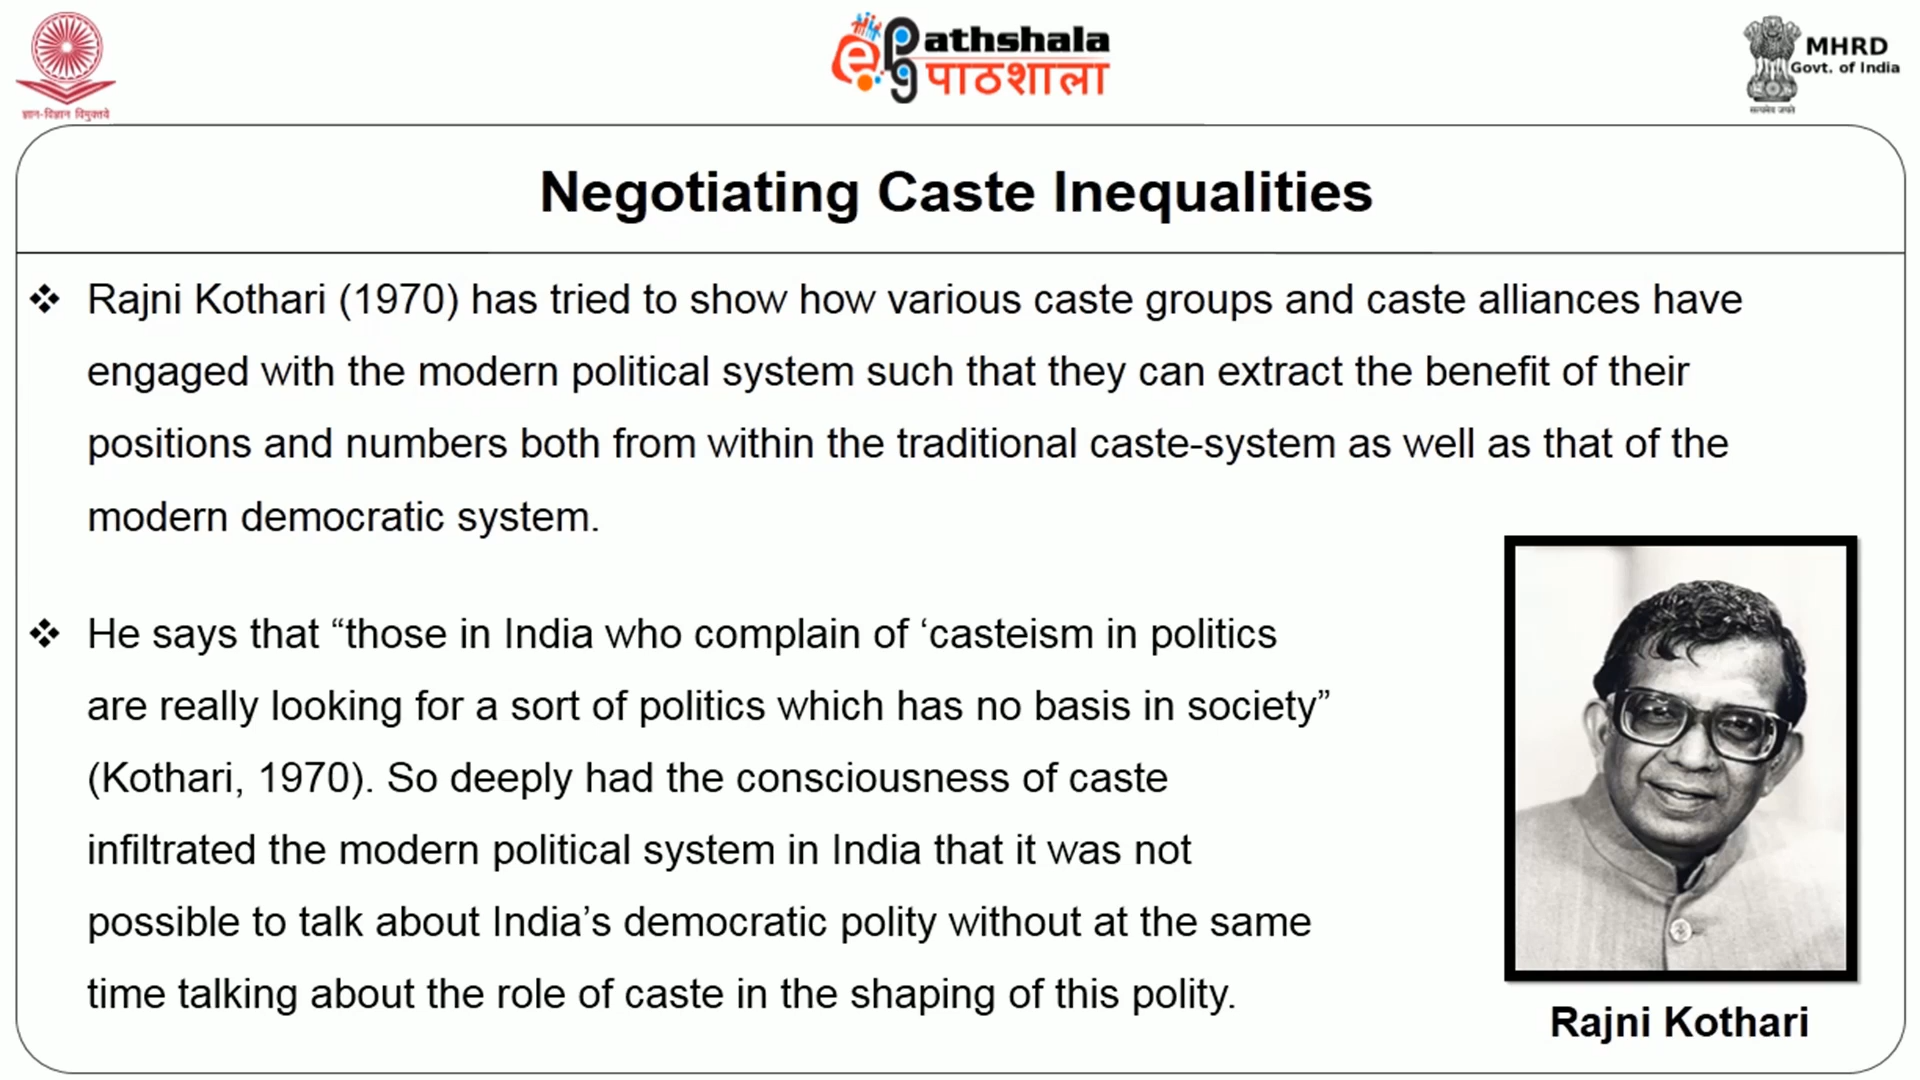 ज्ञान-विज्ञान विमुक्तये
e pg Pathshala
पाठशाला
MHRD
Govt. of India
सत्यमेव जयते
Negotiating Caste Inequalities
❖ Rajni Kothari (1970) has tried to show how various caste groups and caste alliances have
engaged with the modern political system such that they can extract the benefit of their
positions and numbers both from within the traditional caste-system as well as that of the
modern democratic system.
❖ He says that “those in India who complain of ‘casteism in politics
are really looking for a sort of politics which has no basis in society”
(Kothari, 1970). So deeply had the consciousness of caste
infiltrated the modern political system in India that it was not
possible to talk about India’s democratic polity without at the same
time talking about the role of caste in the shaping of this polity.
Rajni Kothari